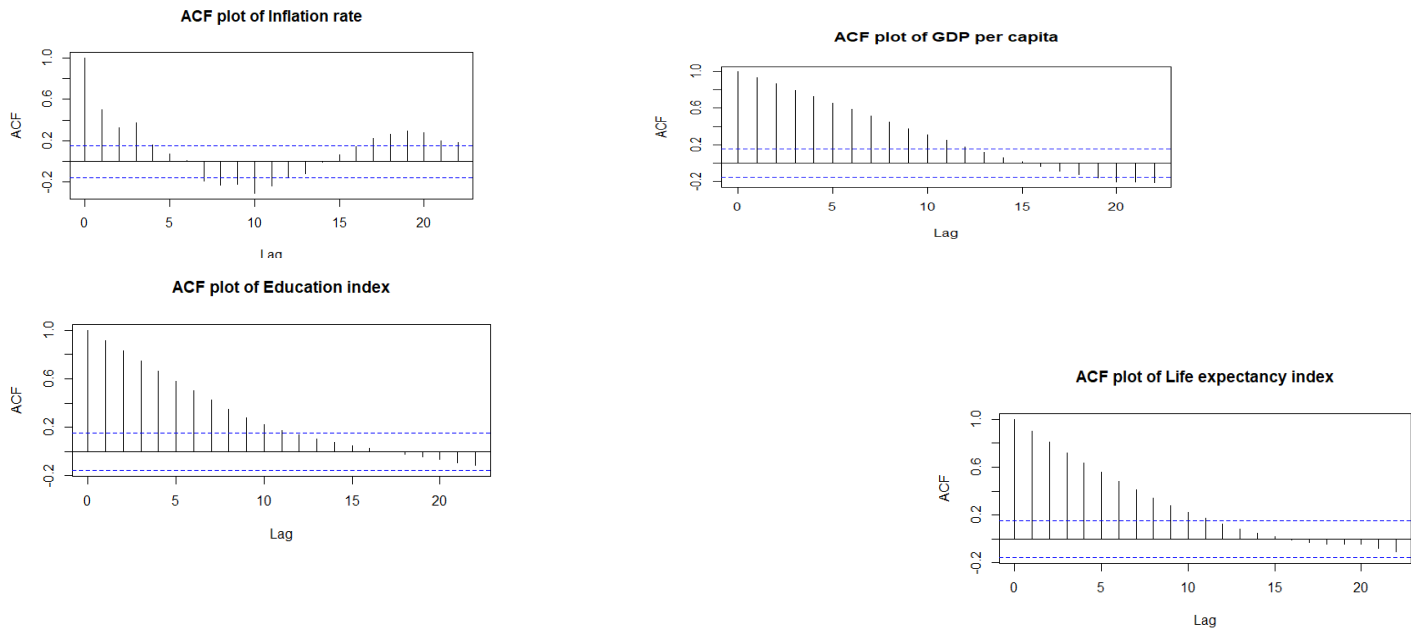 ACF plot of Inflation rate
ACF
1.0
0.6
0.2
-0.2
0 5 10 15 20
Lag
ACF plot of GDP per capita
ACF
1.0
0.6
0.2
-0.2
0 5 10 15 20
Lag
ACF plot of Education index
ACF
1.0
0.6
0.2
-0.2
0 5 10 15 20
Lag
ACF plot of Life expectancy index
ACF
1.0
0.6
0.2
-0.2
0 5 10 15 20
Lag